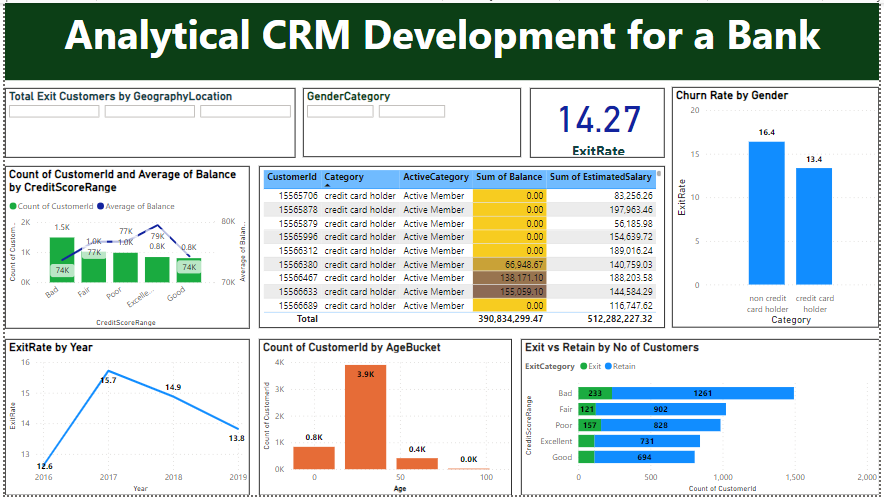 Analytical CRM Development for a Bank
Total Exit Customers by GeographyLocation
GenderCategory
14.27
ExitRate
Churn Rate by Gender
20
15
10
5
0
ExitRate
16.4
13.4
non credit card holder
credit card holder
Category
Count of CustomerId and Average of Balance
by CreditScoreRange
Count of CustomerId Average of Balance
2K
1K
0K
Count of Custom...
80K
70K
Average of Balan...
1.5K
1.0K
1.0K
0.8K
0.8K
74K
77K
77K
79K
74K
Bad
Fair
Poor
Excelle...
Good
CreditScoreRange
CustomerId Category ActiveCategory Sum of Balance Sum of EstimatedSalary
15565706 credit card holder Active Member 0.00 83,256.26
15565878 credit card holder Active Member 0.00 197,963.46
15565879 credit card holder Active Member 0.00 56,185.98
15565996 credit card holder Active Member 0.00 154,639.72
15566312 credit card holder Active Member 0.00 189,016.24
15566380 credit card holder Active Member 66,948.67 140,759.03
15566467 credit card holder Active Member 138,171.10 188,203.58
15566633 credit card holder Active Member 155,059.10 144,584.29
15566689 credit card holder Active Member 0.00 116,747.62
Total 390,834,299.47 512,282,227.32
ExitRate by Year
16
15
14
13
ExitRate
12.6
15.7
14.9
13.8
2016 2017 2018 2019
Year
Count of CustomerId by AgeBucket
4K
3K
2K
1K
0K
Count of CustomerId
0.8K
3.9K
0.4K
0.0K
0 50 100
Age
Exit vs Retain by No of Customers
ExitCategory Exit Retain
CreditScoreRange
Bad 233 1261
Fair 121 902
Poor 157 828
Excellent 731
Good 694
0 500 1,000 1,500 2,000
Count of CustomerId